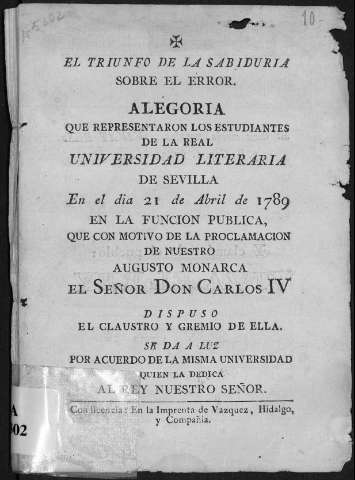 10
✠
EL TRIUNFO DE LA SABIDURIA
SOBRE EL ERROR.
ALEGORIA
QUE REPRESENTARON LOS ESTUDIANTES
DE LA REAL
UNIVERSIDAD LITERARIA
DE SEVILLA
En el dia 21 de Abril de 1789
EN LA FUNCION PUBLICA,
QUE CON MOTIVO DE LA PROCLAMACION
DE NUESTRO
AUGUSTO MONARCA
EL SEÑOR DON CARLOS IV
DISPUSO
EL CLAUSTRO Y GREMIO DE ELLA.
SE DA A LUZ
POR ACUERDO DE LA MISMA UNIVERSIDAD
QUIEN LA DEDICA
AL REY NUESTRO SEÑOR.
Con licencia: En la Imprenta de Vazquez, Hidalgo,
y Compañia.
A
02